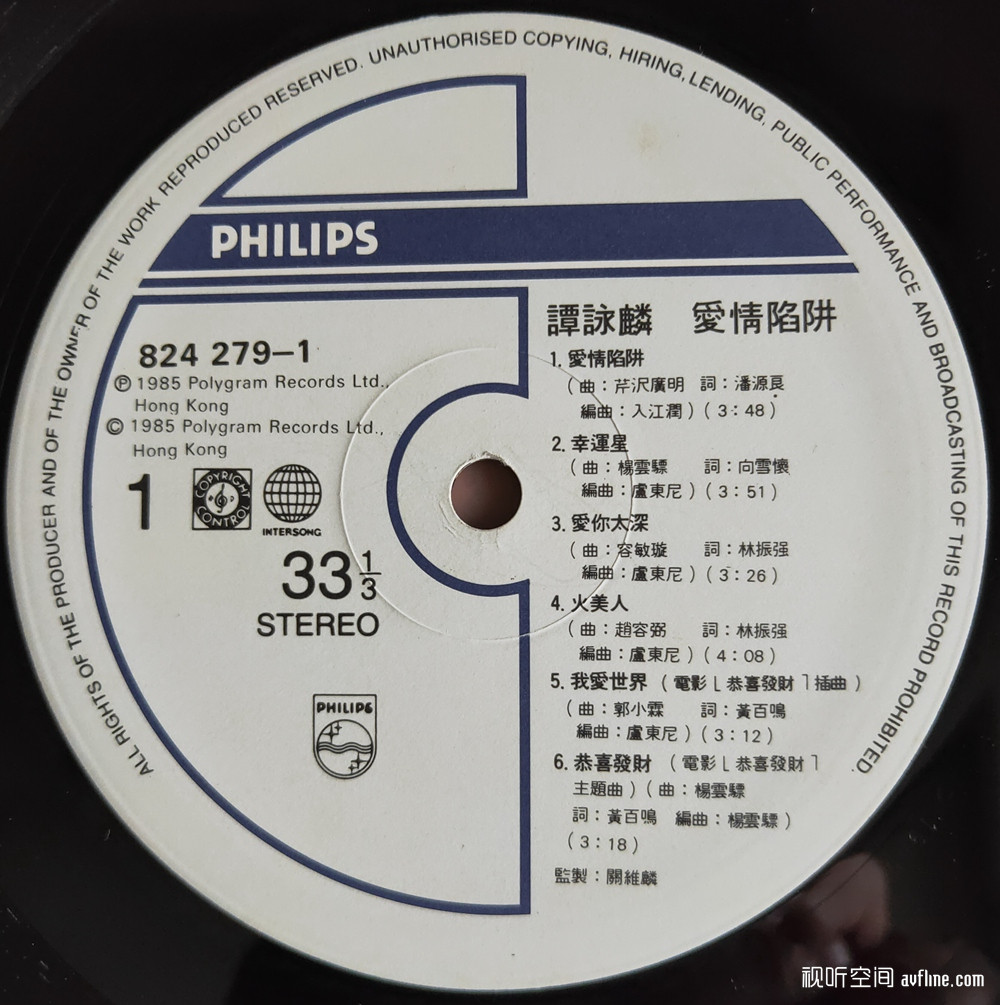 ALL RIGHTS OF THE PRODUCER AND OF THE OWNER OF THE WORK REPRODUCED RESERVED. UNAUTHORISED COPYING, HIRING, LENDING, PUBLIC PERFORMANCE AND BROADCASTING OF THIS RECORD PROHIBITED.
PHILIPS
824 279-1
Ⓟ 1985 Polygram Records Ltd.,
Hong Kong
© 1985 Polygram Records Ltd.,
Hong Kong
1
COPYRIGHT CONTROL
INTERSONG
33 1/3
STEREO
PHILIPS
譚詠麟 愛情陷阱
1. 愛情陷阱
(曲：芹沢廣明 詞：潘源良
編曲：入江潤)(3：48)
2. 幸運星
(曲：楊雲驃 詞：向雪懷
編曲：盧東尼)(3：51)
3. 愛你太深
(曲：容敏璇 詞：林振强
編曲：盧東尼)(3：26)
4. 火美人
(曲：趙容弼 詞：林振强
編曲：盧東尼)(4：08)
5. 我愛世界 (電影「恭喜發財」插曲)
(曲：郭小霖 詞：黃百鳴
編曲：盧東尼)(3：12)
6. 恭喜發財 (電影「恭喜發財」
主題曲)(曲：楊雲驃
詞：黃百鳴 編曲：楊雲驃)
(3：18)
監製：關維麟
视听空间 avfline.com